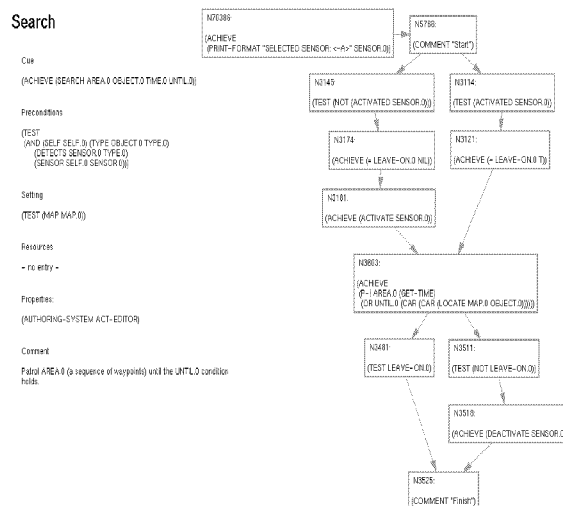 Search
Cue
(ACHIEVE (SEARCH AREA.0 OBJECT.0 TIME.0 UNTIL.0))
Preconditions
(TEST
(AND (SELF SELF.0) (TYPE OBJECT.0 TYPE.0)
(DETECTS SENSOR.0 TYPE.0)
(SENSOR SELF.0 SENSOR.0)))
Setting
(TEST (MAP MAP.0))
Resources
- no entry -
Properties:
(AUTHORING-SYSTEM ACT-EDITOR)
Comment
Patrol AREA.0 (a sequence of waypoints) until the UNTIL.0 condition
holds.
N70386:
(ACHIEVE
(PRINT-FORMAT "SELECTED SENSOR: <~A>" SENSOR.0))
N5788:
(COMMENT "Start")
N3145:
(TEST (NOT (ACTIVATED SENSOR.0)))
N3114:
(TEST (ACTIVATED SENSOR.0))
N3174:
(ACHIEVE (= LEAVE-ON.0 NIL))
N3121:
(ACHIEVE (= LEAVE-ON.0 T))
N3181:
(ACHIEVE (ACTIVATE SENSOR.0))
(ACHIEVE
(OR UNTIL.0 (CAR (CAR (LOCATE MAP.0 OBJECT.0))))))
N3481:
(TEST LEAVE-ON.0)
N3511:
(TEST (NOT LEAVE-ON.0))
N3518:
(ACHIEVE (DEACTIVATE SENSOR.0
N3525:
(COMMENT "Finish")